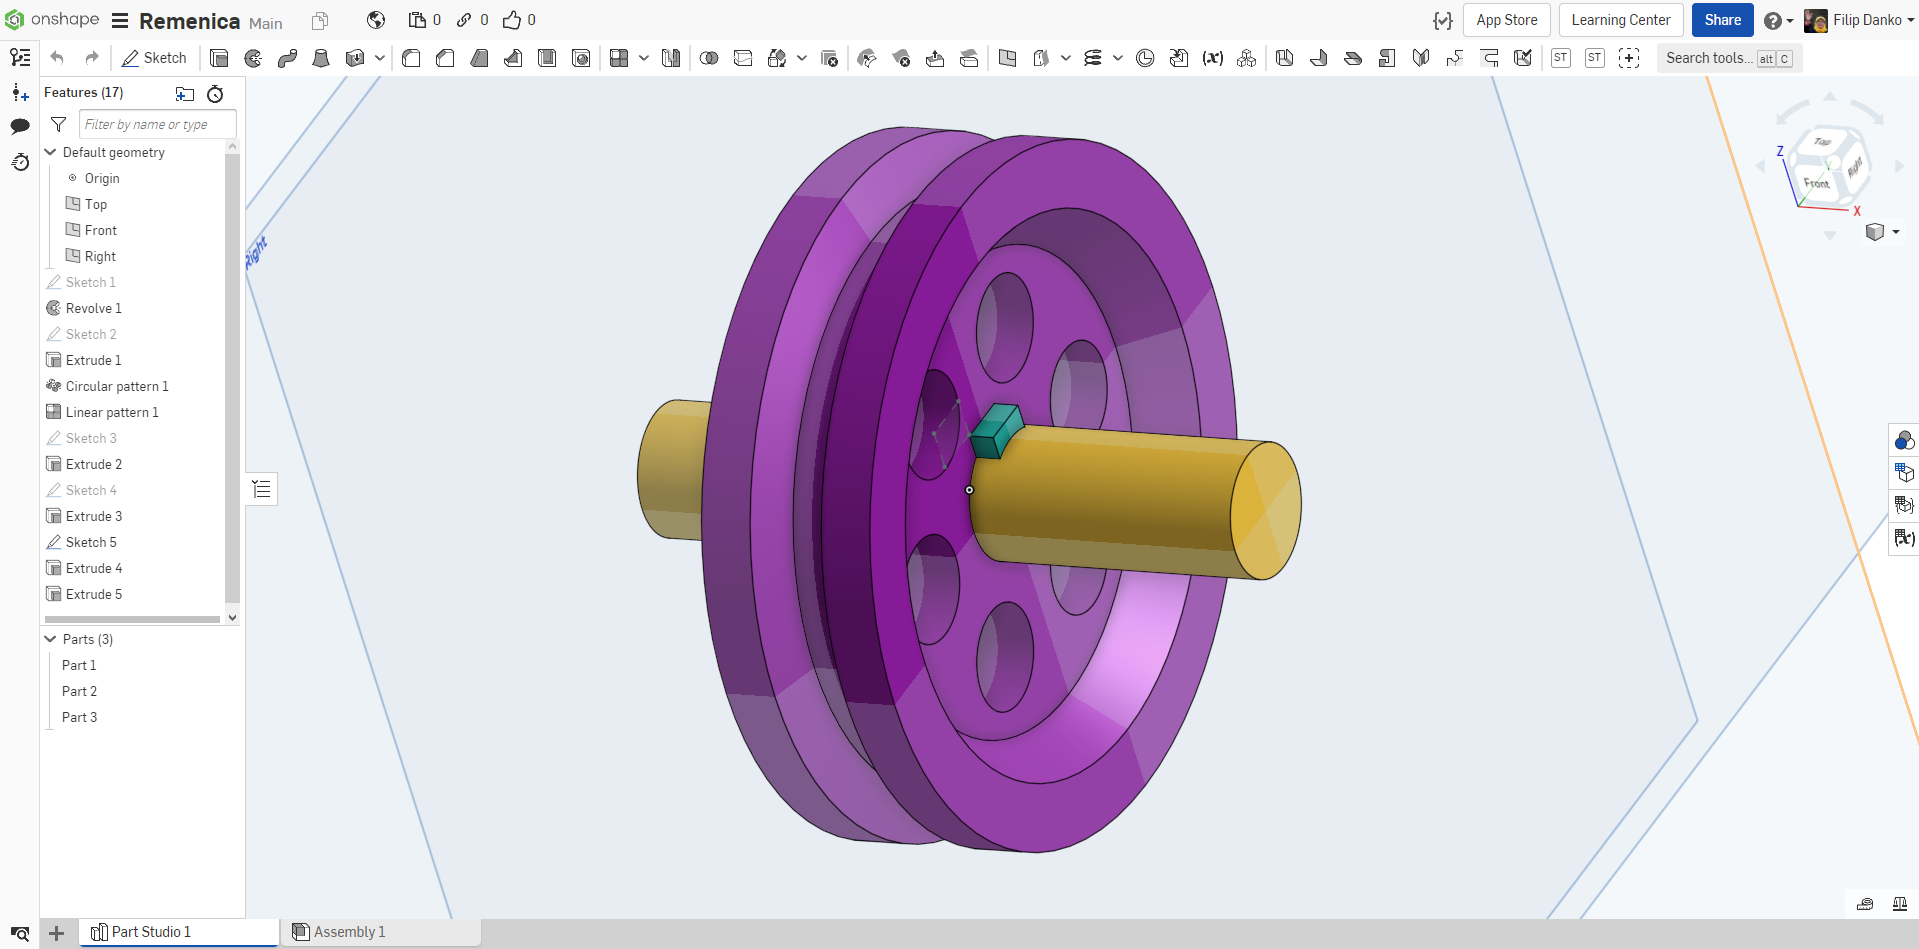 onshape Remenica Main 0 0 0 App Store Learning Center Share Filip Danko
Sketch ST ST Search tools... alt C
Features (17)
Filter by name or type
Default geometry
Origin
Top
Front
Right
Sketch 1
Revolve 1
Sketch 2
Extrude 1
Circular pattern 1
Linear pattern 1
Sketch 3
Extrude 2
Sketch 4
Extrude 3
Sketch 5
Extrude 4
Extrude 5
Parts (3)
Part 1
Part 2
Part 3
Right
Z
Top
Y
Front
Right
X
Part Studio 1
Assembly 1